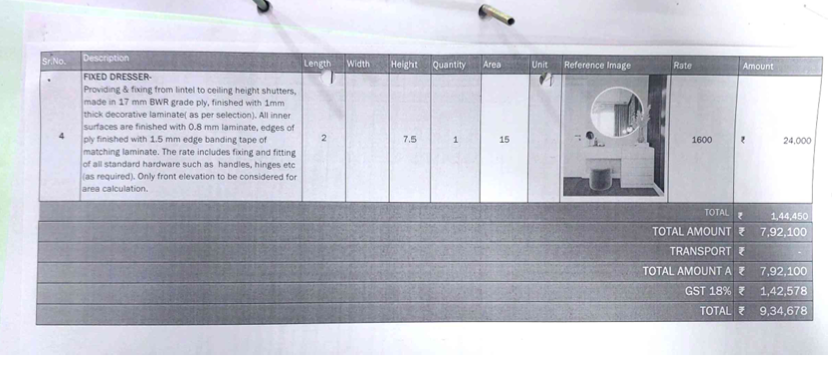 Sr.No. Description Length Width Height Quantity Area Unit Reference Image Rate Amount
FIXED DRESSER-
Providing & fixing from lintel to ceiling height shutters,
made in 17 mm BWR grade ply, finished with 1mm
thick decorative laminate( as per selection). All inner
surfaces are finished with 0.8 mm laminate, edges of
4 ply finished with 1.5 mm edge banding tape of 2 7.5 1 15 1600 ₹ 24,000
matching laminate. The rate includes fixing and fitting
of all standard hardware such as handles, hinges etc
(as required). Only front elevation to be considered for
area calculation.
TOTAL ₹ 1,44,450
TOTAL AMOUNT ₹ 7,92,100
TRANSPORT ₹ -
TOTAL AMOUNT A ₹ 7,92,100
GST 18% ₹ 1,42,578
TOTAL ₹ 9,34,678